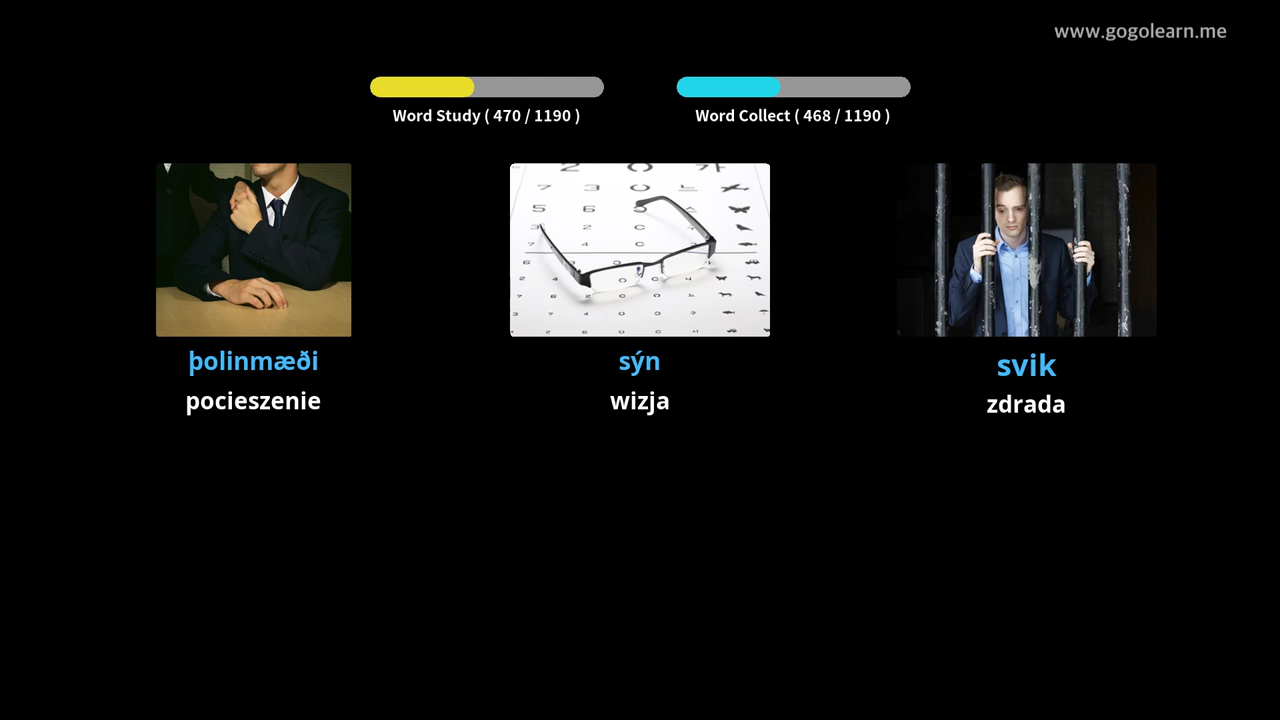 www.gogolearn.me
Word Study ( 470 / 1190 )
Word Collect ( 468 / 1190 )
þolinmæði
sýn
svik
pocieszenie
wizja
zdrada